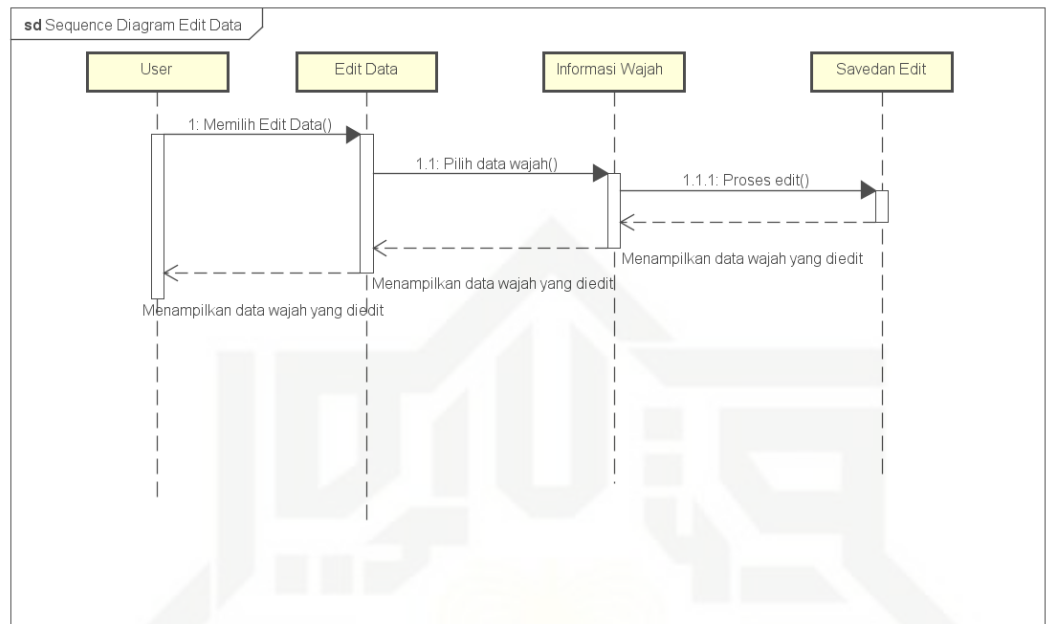 sd Sequence Diagram Edit Data
User
Edit Data
Informasi Wajah
Savedan Edit
1: Memilih Edit Data()
1.1: Pilih data wajah()
1.1.1: Proses edit()
Menampilkan data wajah yang diedit
Menampilkan data wajah yang diedit
Menampilkan data wajah yang diedit